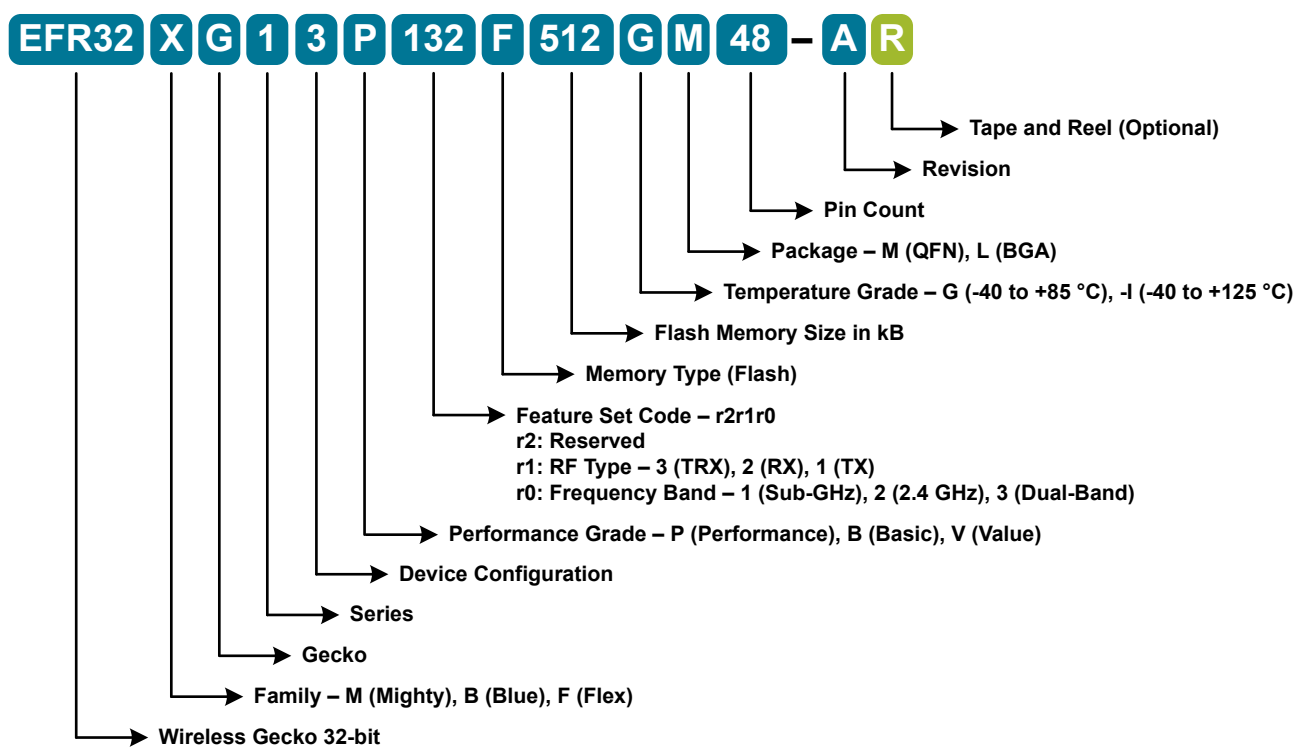 EFR32 X G 1 3 P 132 F 512 G M 48 – A R
Tape and Reel (Optional)
Revision
Pin Count
Package – M (QFN), L (BGA)
Temperature Grade – G (-40 to +85 °C), -I (-40 to +125 °C)
Flash Memory Size in kB
Memory Type (Flash)
Feature Set Code – r2r1r0
r2: Reserved
r1: RF Type – 3 (TRX), 2 (RX), 1 (TX)
r0: Frequency Band – 1 (Sub-GHz), 2 (2.4 GHz), 3 (Dual-Band)
Performance Grade – P (Performance), B (Basic), V (Value)
Device Configuration
Series
Gecko
Family – M (Mighty), B (Blue), F (Flex)
Wireless Gecko 32-bit